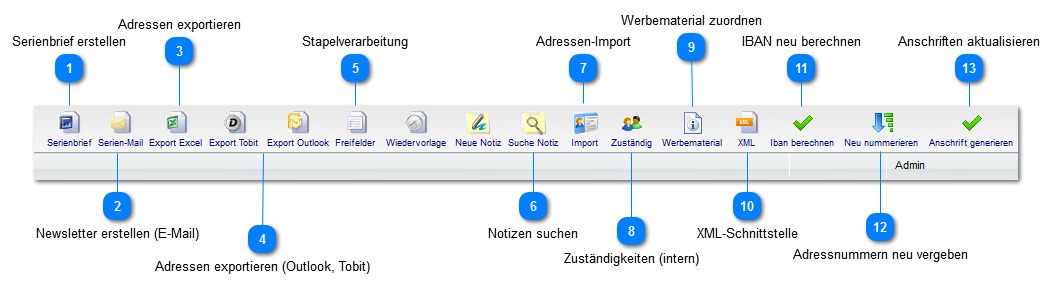 Werbematerial zuordnen
Adressen exportieren
Serienbrief erstellen
Stapelverarbeitung
Adressen-Import
IBAN neu berechnen
Anschriften aktualisieren
1
3
5
7
9
11
13
Serienbrief
Serien-Mail
Export Excel
Export Tobit
Export Outlook
Freifelder
Wiedervorlage
Neue Notiz
Suche Notiz
Import
Zuständig
Werbematerial
XML
XML
Iban berechnen
Neu nummerieren
Anschrift generieren
Admin
2
4
6
8
10
12
Newsletter erstellen (E-Mail)
Adressen exportieren (Outlook, Tobit)
Notizen suchen
Zuständigkeiten (intern)
XML-Schnittstelle
Adressnummern neu vergeben